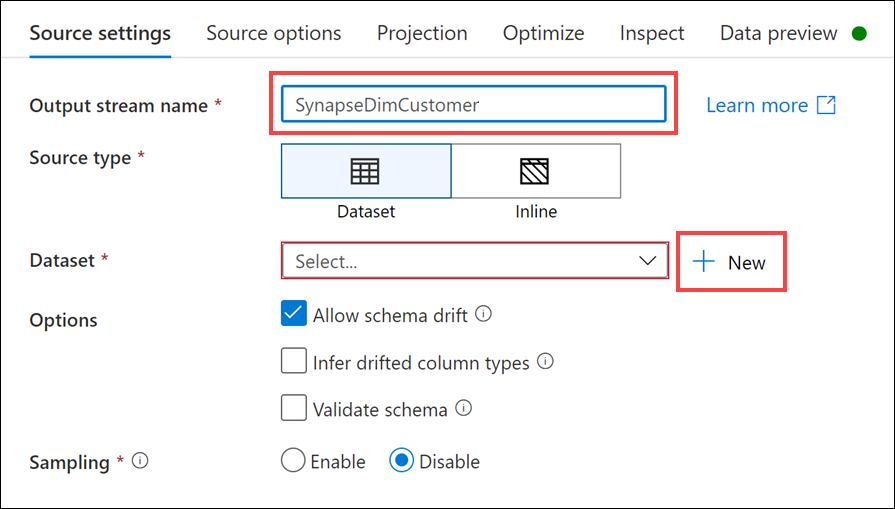 Source settings Source options Projection Optimize Inspect Data preview
Output stream name * SynapseDimCustomer Learn more
Source type *
Dataset Inline
Dataset * Select... New
Options Allow schema drift
Infer drifted column types
Validate schema
Sampling * Enable Disable